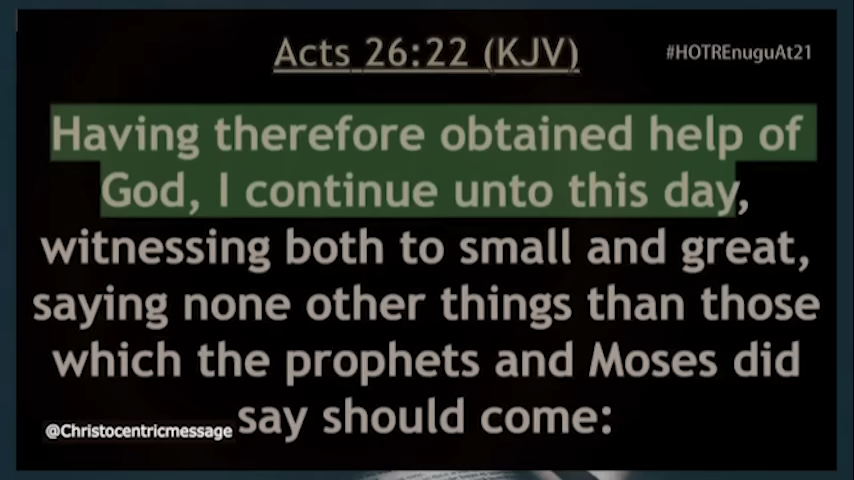 Acts 26:22 (KJV)
#HOTREnuguAt21
Having therefore obtained help of
God, I continue unto this day,
witnessing both to small and great,
saying none other things than those
which the prophets and Moses did
say should come:
@Christocentricmessage